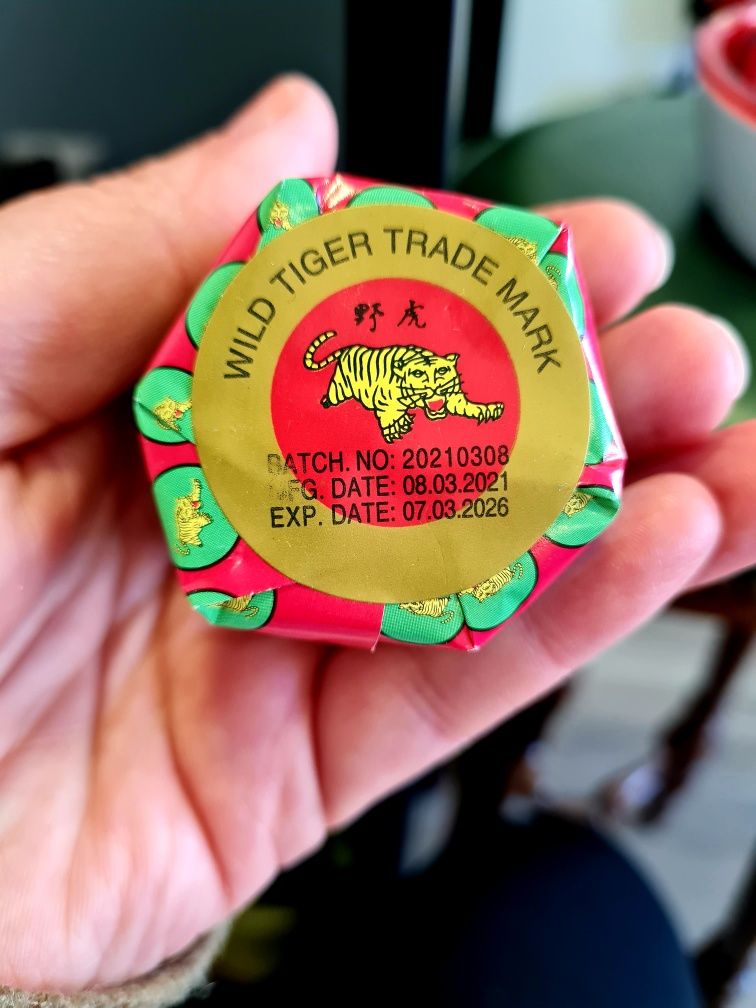 WILD TIGER TRADE MARK
野虎
BATCH. NO: 20210308
MFG. DATE: 08.03.2021
EXP. DATE: 07.03.2026